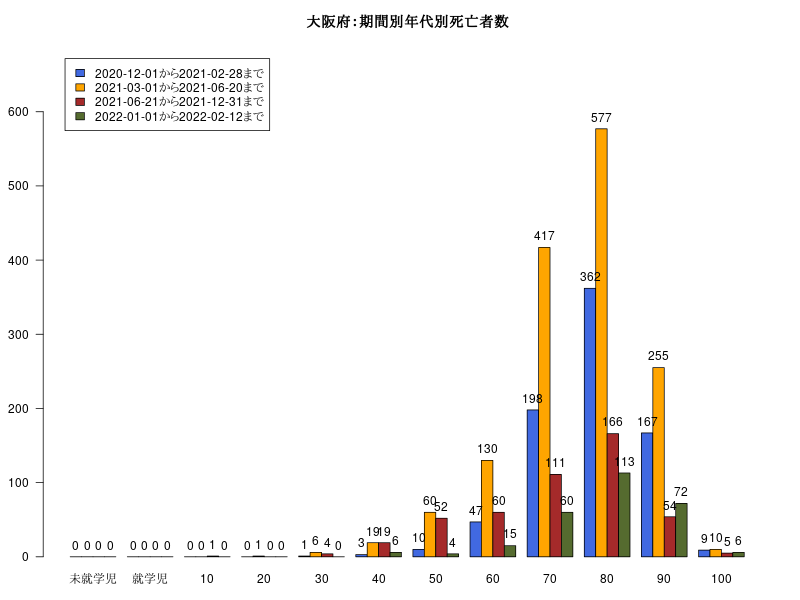 大阪府：期間別年代別死亡者数
2020-12-01から2021-02-28まで
2021-03-01から2021-06-20まで
2021-06-21から2021-12-31まで
2022-01-01から2022-02-12まで
600
500
400
300
200
100
0
0 0 0 0
0 0 0 0
0 0 1 0
0 1 0 0
1 6 4 0
3 19 19 6
10 60 52 4
47 130 60 15
198 417 111 60
362 577 166 113
167 255 54 72
9 10 5 6
未就学児 就学児 10 20 30 40 50 60 70 80 90 100